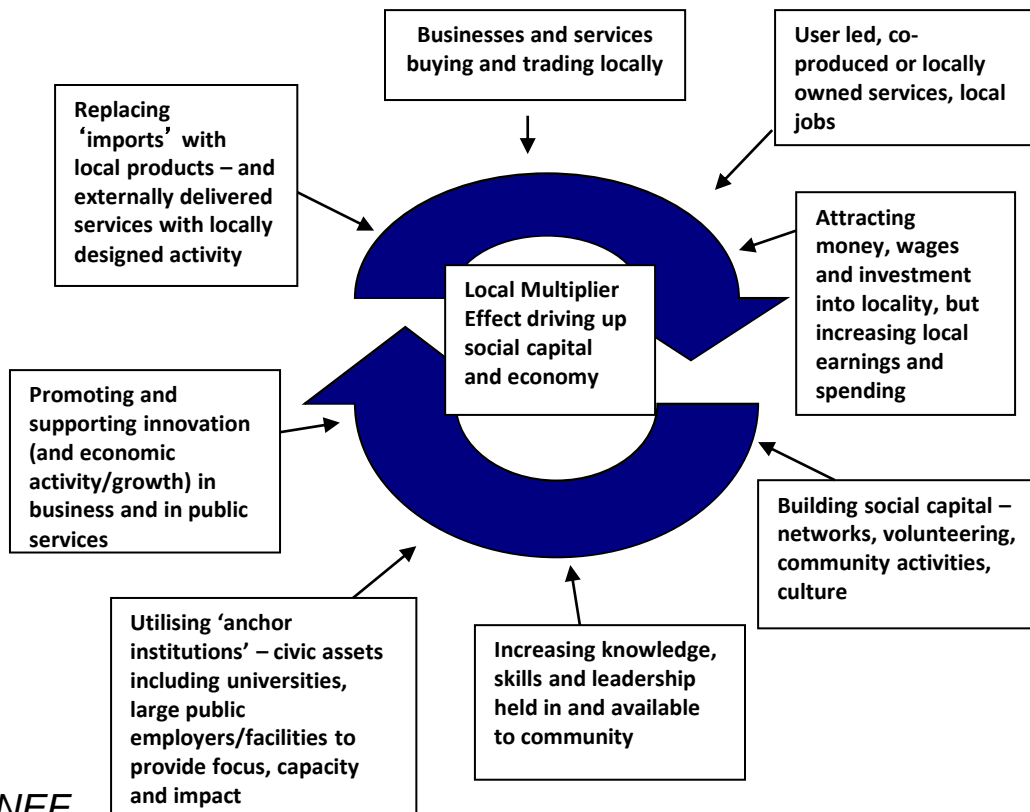 Businesses and services
buying and trading locally
User led, co-
produced or locally
owned services, local
jobs
Replacing
‘imports’ with
local products – and
externally delivered
services with locally
designed activity
Attracting
money, wages
and investment
into locality, but
increasing local
earnings and
spending
Local Multiplier
Effect driving up
social capital
and economy
Promoting and
supporting innovation
(and economic
activity/growth) in
business and in public
services
Building social capital –
networks, volunteering,
community activities,
culture
Utilising ‘anchor
institutions’ – civic assets
including universities,
large public
employers/facilities to
provide focus, capacity
and impact
Increasing knowledge,
skills and leadership
held in and available
to community
NEF